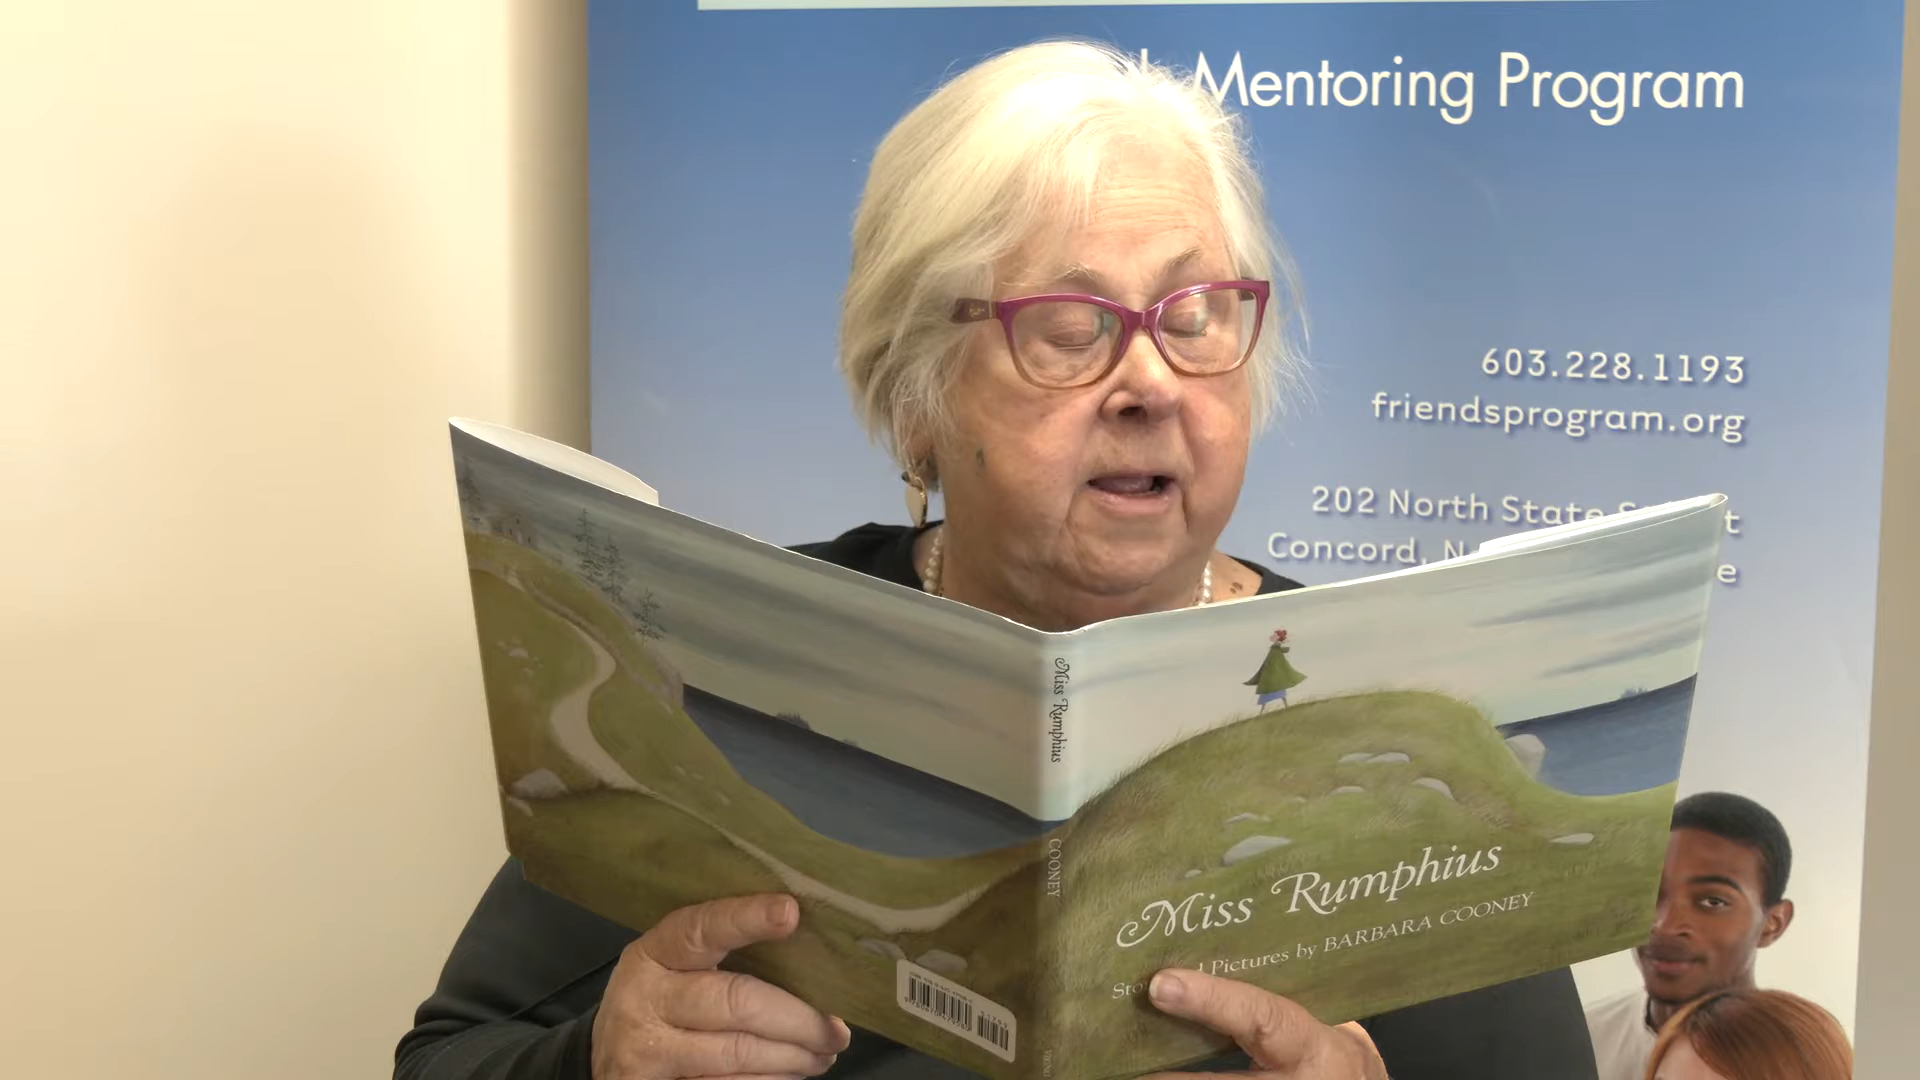 Mentoring Program
603.228.1193
friendsprogram.org
202 North State
Concord,
Miss Rumphius
COONEY
Miss Rumphius
Pictures by BARBARA COONEY